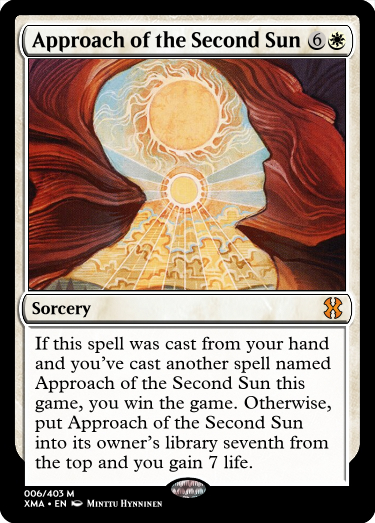 Approach of the Second Sun 6
Sorcery
If this spell was cast from your hand
and you've cast another spell named
Approach of the Second Sun this
game, you win the game. Otherwise,
put Approach of the Second Sun
into its owner's library seventh from
the top and you gain 7 life.
006/403 M
XMA • EN Minttu Hynninen